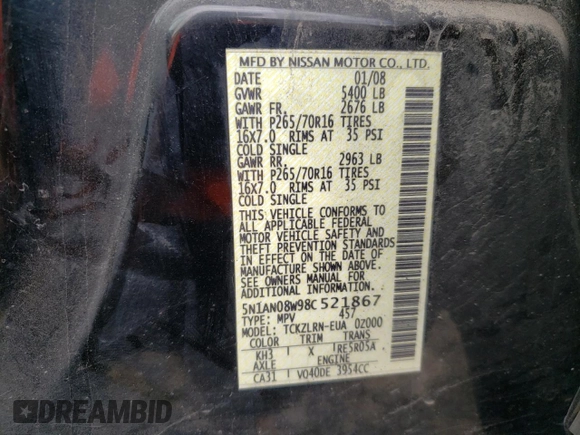 MFD BY NISSAN MOTOR CO., LTD.
DATE 01/08
GVWR 5400 LB
GAWR FR. 2676 LB
WITH P265/70R16 TIRES
16X7.0 RIMS AT 35 PSI
COLD SINGLE
GAWR RR. 2963 LB
WITH P265/70R16 TIRES
16X7.0 RIMS AT 35 PSI
COLD SINGLE
THIS VEHICLE CONFORMS TO
ALL APPLICABLE FEDERAL
MOTOR VEHICLE SAFETY AND
THEFT PREVENTION STANDARDS
IN EFFECT ON THE DATE OF
MANUFACTURE SHOWN ABOVE.
SEE OWNERS MANUAL FOR
ADDITIONAL INFORMATION.
5N1AN08W98C521867
TYPE: MPV 457
MODEL: TCKZLRN-EUA 0Z000
COLOR TRIM TRANS
KH3 X RE5R05A
AXLE ENGINE
CA31 VQ40DE 3954CC
DREAMBID